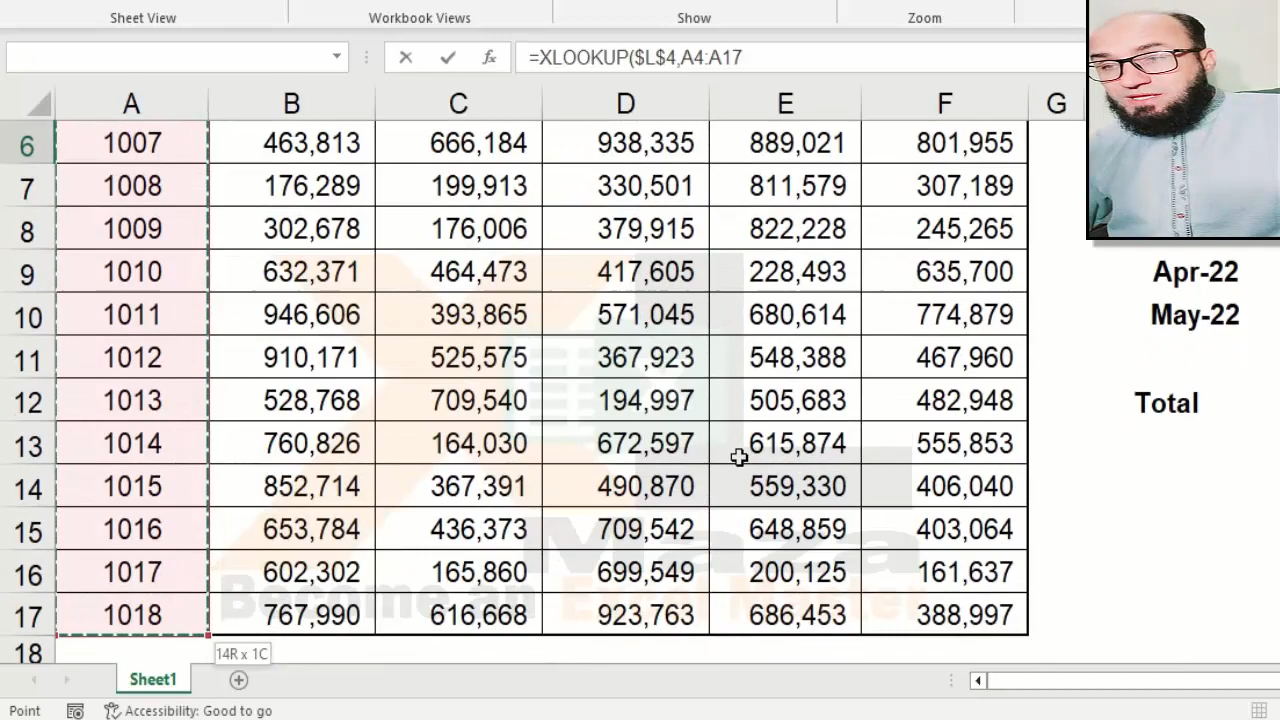 Sheet View Workbook Views Show Zoom
=XLOOKUP($L$4,A4:A17
A B C D E F G
6 1007 463,813 666,184 938,335 889,021 801,955
7 1008 176,289 199,913 330,501 811,579 307,189
8 1009 302,678 176,006 379,915 822,228 245,265
9 1010 632,371 464,473 417,605 228,493 635,700 Apr-22
10 1011 946,606 393,865 571,045 680,614 774,879 May-22
11 1012 910,171 525,575 367,923 548,388 467,960
12 1013 528,768 709,540 194,997 505,683 482,948 Total
13 1014 760,826 164,030 672,597 615,874 555,853
14 1015 852,714 367,391 490,870 559,330 406,040
15 1016 653,784 436,373 709,542 648,859 403,064
Maza
16 1017 602,302 165,860 699,549 200,125 161,637
Become an Excel Master
17 1018 767,990 616,668 923,763 686,453 388,997
18
14R x 1C
Sheet1
Point Accessibility: Good to go